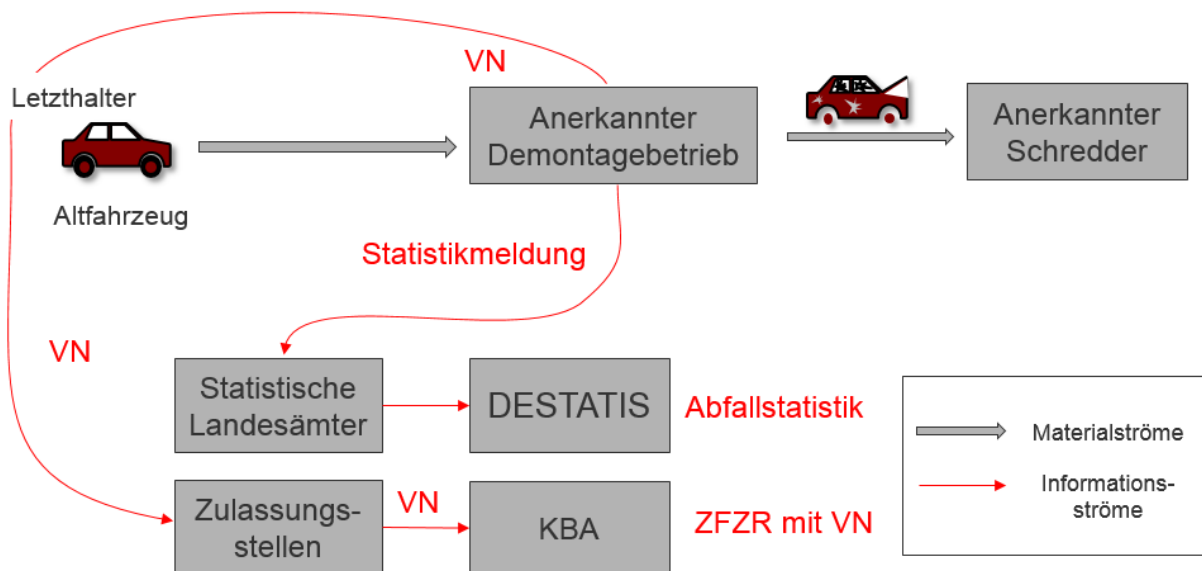 VN
Letzthalter
Altfahrzeug
Anerkannter
Demontagebetrieb
Anerkannter
Schredder
Statistikmeldung
VN
Statistische
Landesämter
DESTATIS
Abfallstatistik
Zulassungs-
stellen
VN
KBA
ZFZR mit VN
Materialströme
Informations-
ströme